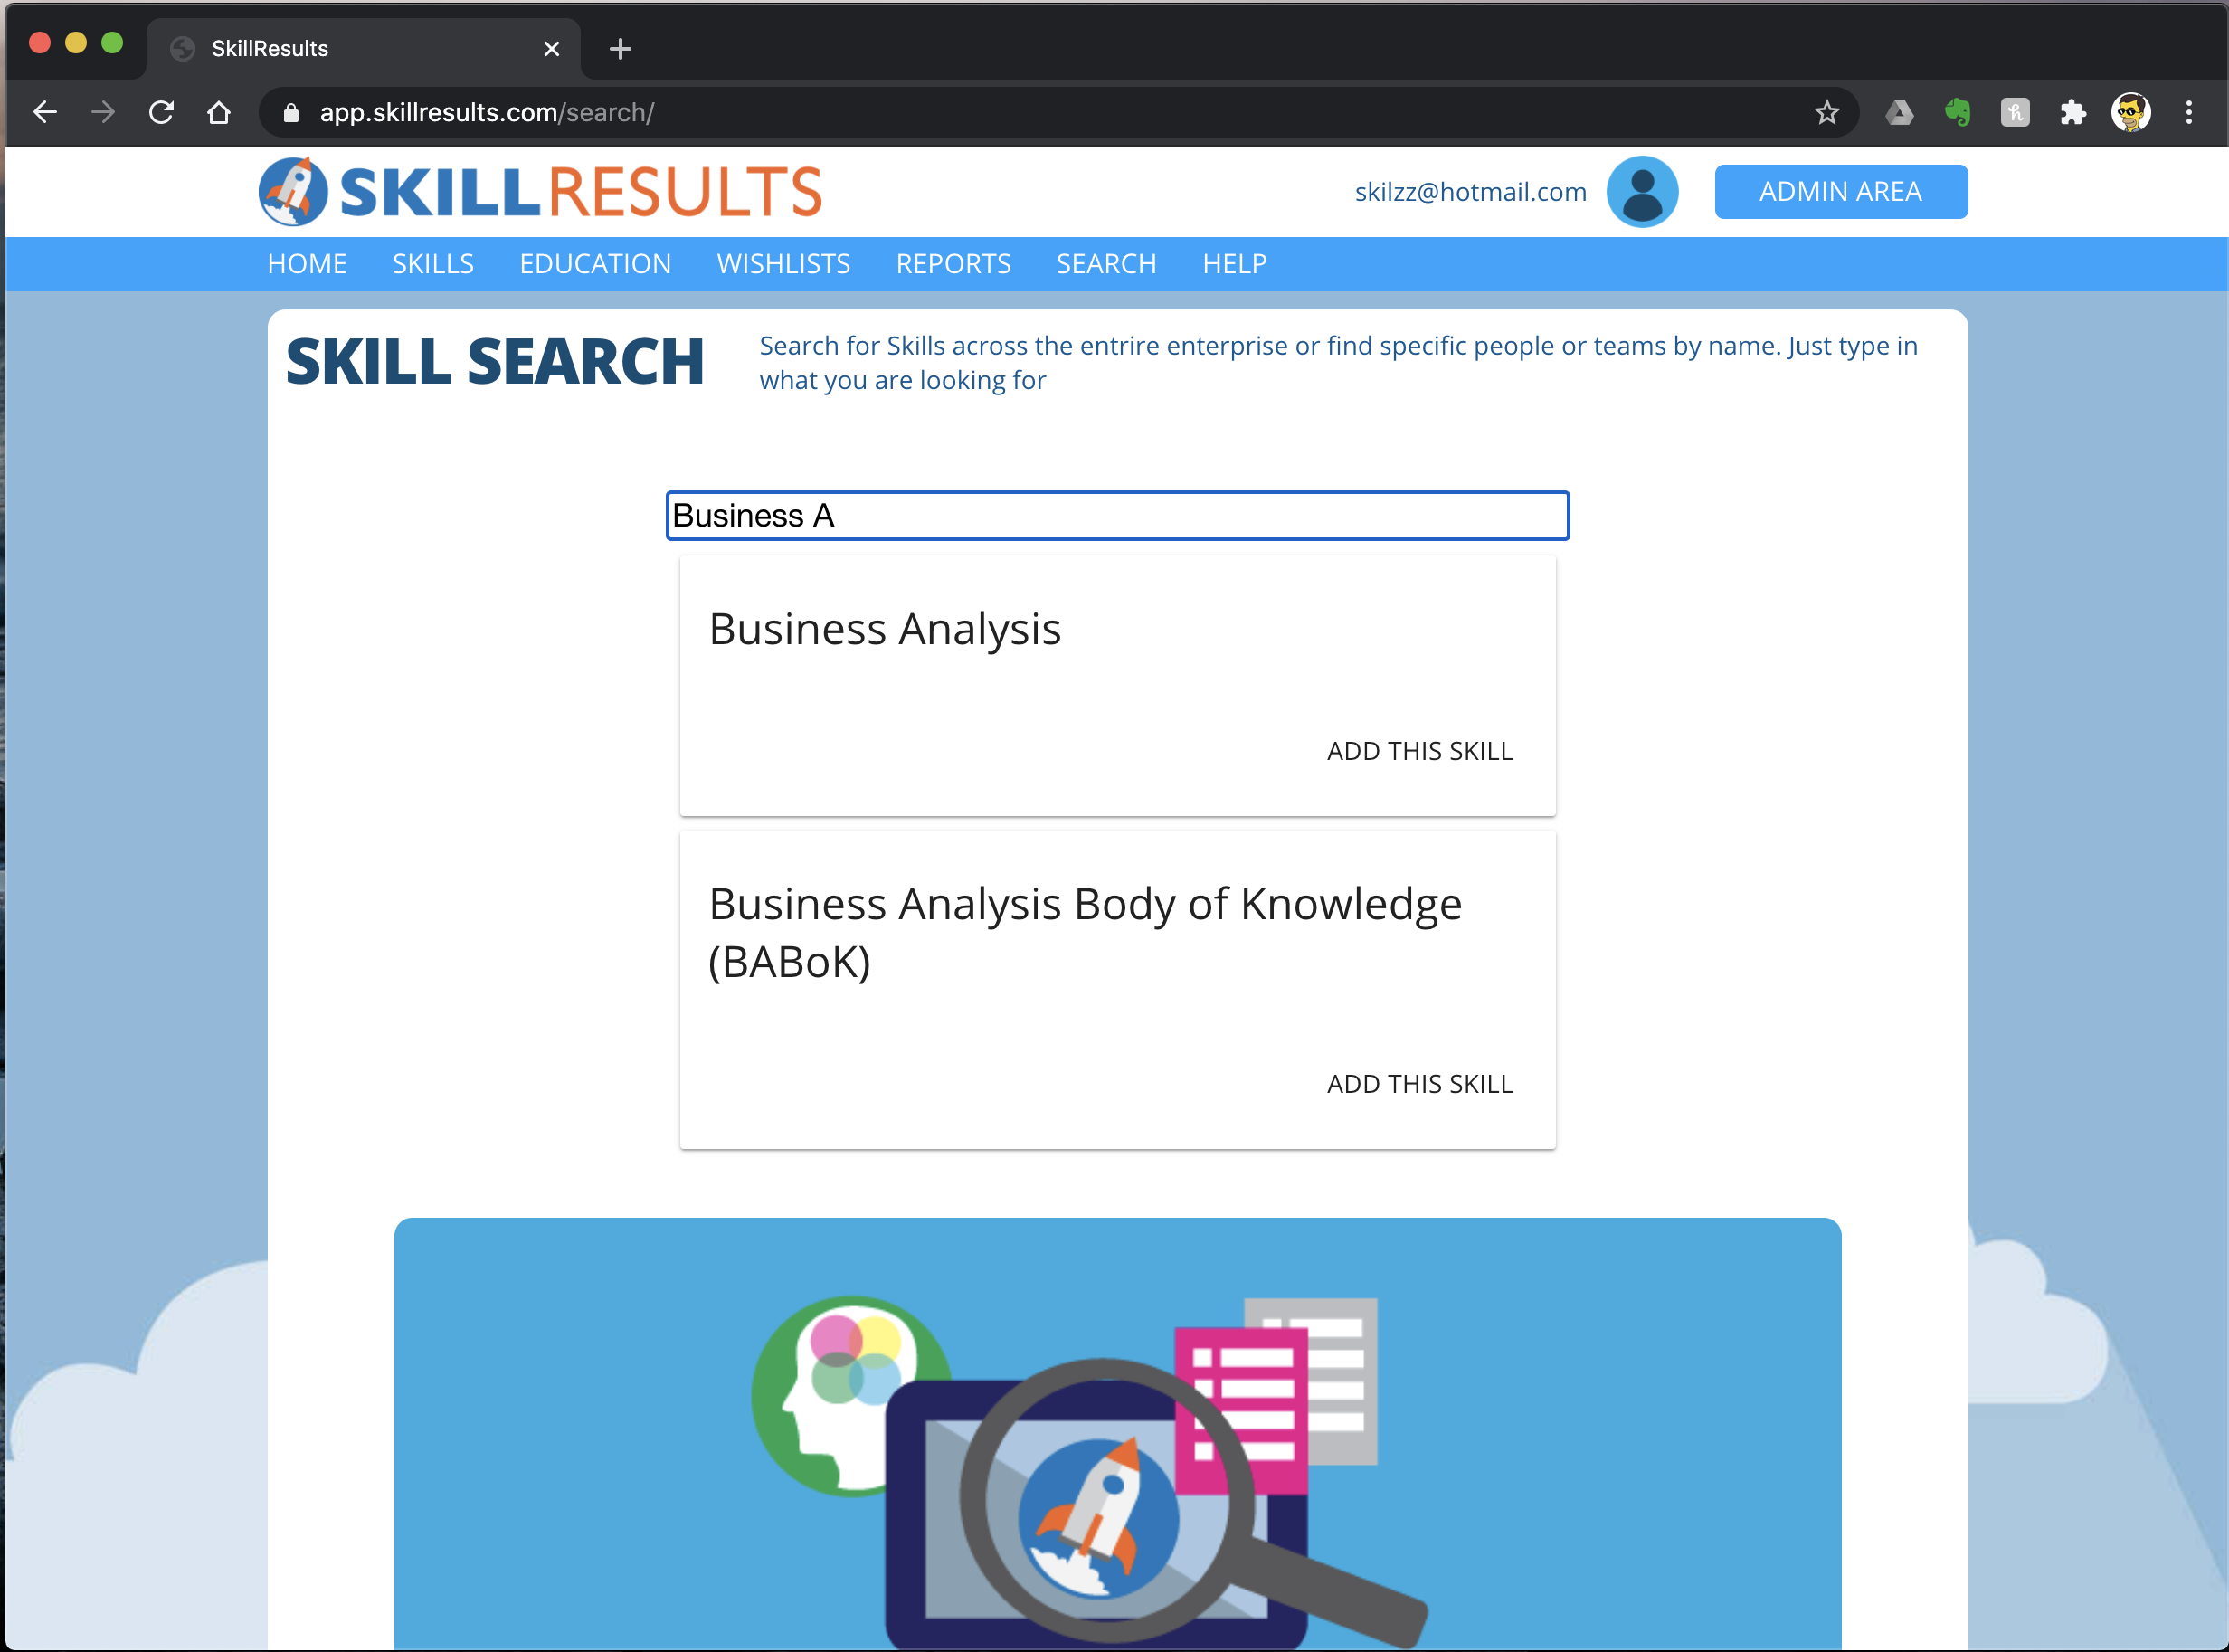 SkillResults
app.skillresults.com/search/
SKILLRESULTS
skilzz@hotmail.com
ADMIN AREA
HOME SKILLS EDUCATION WISHLISTS REPORTS SEARCH HELP
SKILL SEARCH
Search for Skills across the entrire enterprise or find specific people or teams by name. Just type in
what you are looking for
Business A
Business Analysis
ADD THIS SKILL
Business Analysis Body of Knowledge
(BABoK)
ADD THIS SKILL